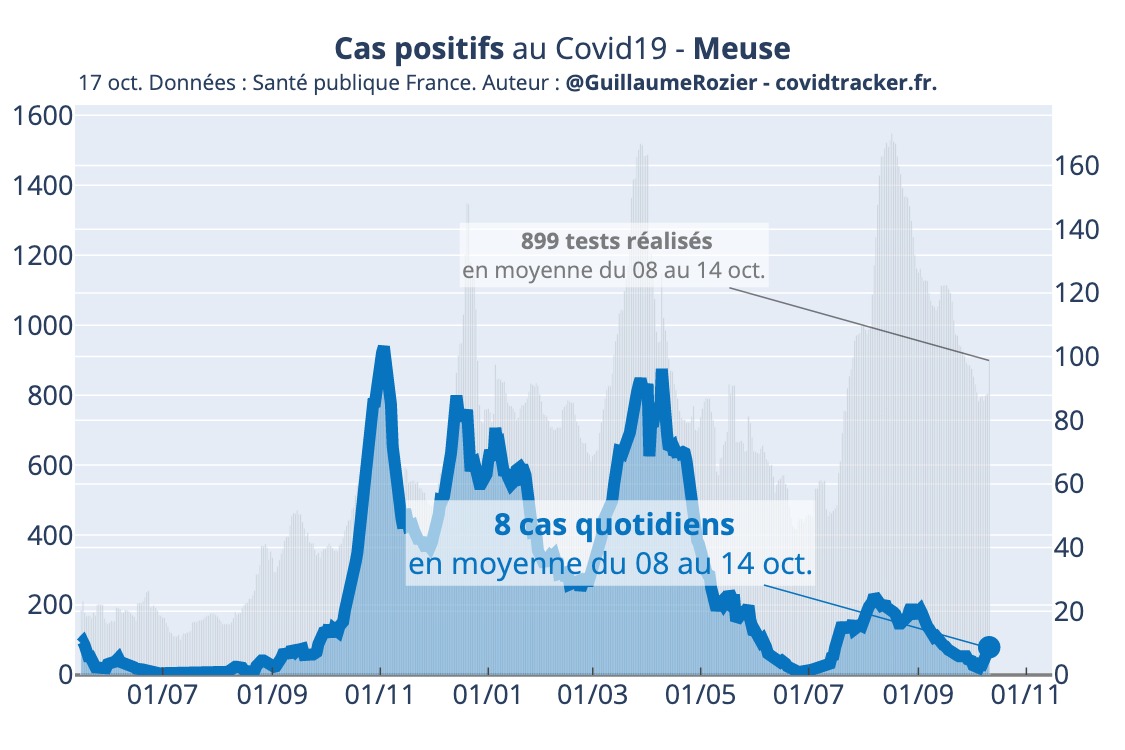 Cas positifs au Covid19 - Meuse
17 oct. Données : Santé publique France. Auteur : @GuillaumeRozier - covidtracker.fr.
1600
1400
1200
1000
800
600
400
200
0
160
140
120
100
80
60
40
20
0
899 tests réalisés
en moyenne du 08 au 14 oct.
8 cas quotidiens
en moyenne du 08 au 14 oct.
01/07 01/09 01/11 01/01 01/03 01/05 01/07 01/09 01/11